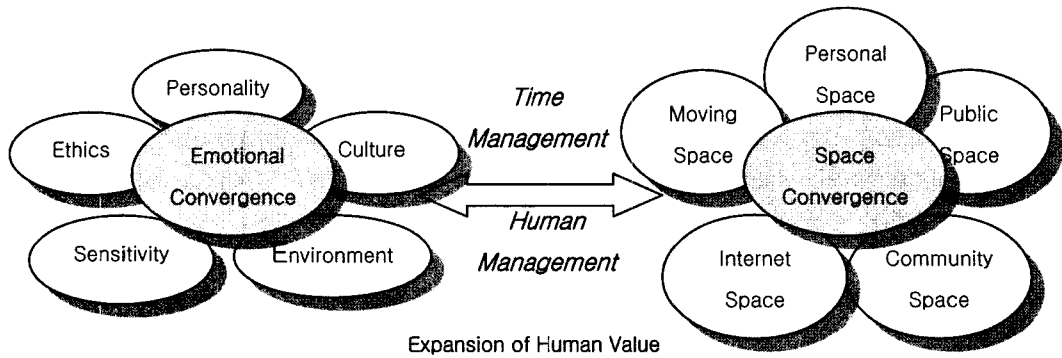 Personality
Ethics
Emotional
Convergence
Culture
Sensitivity
Environment
Time
Management
Human
Management
Personal
Space
Moving
Space
Public
Space
Space
Convergence
Internet
Space
Community
Space
Expansion of Human Value